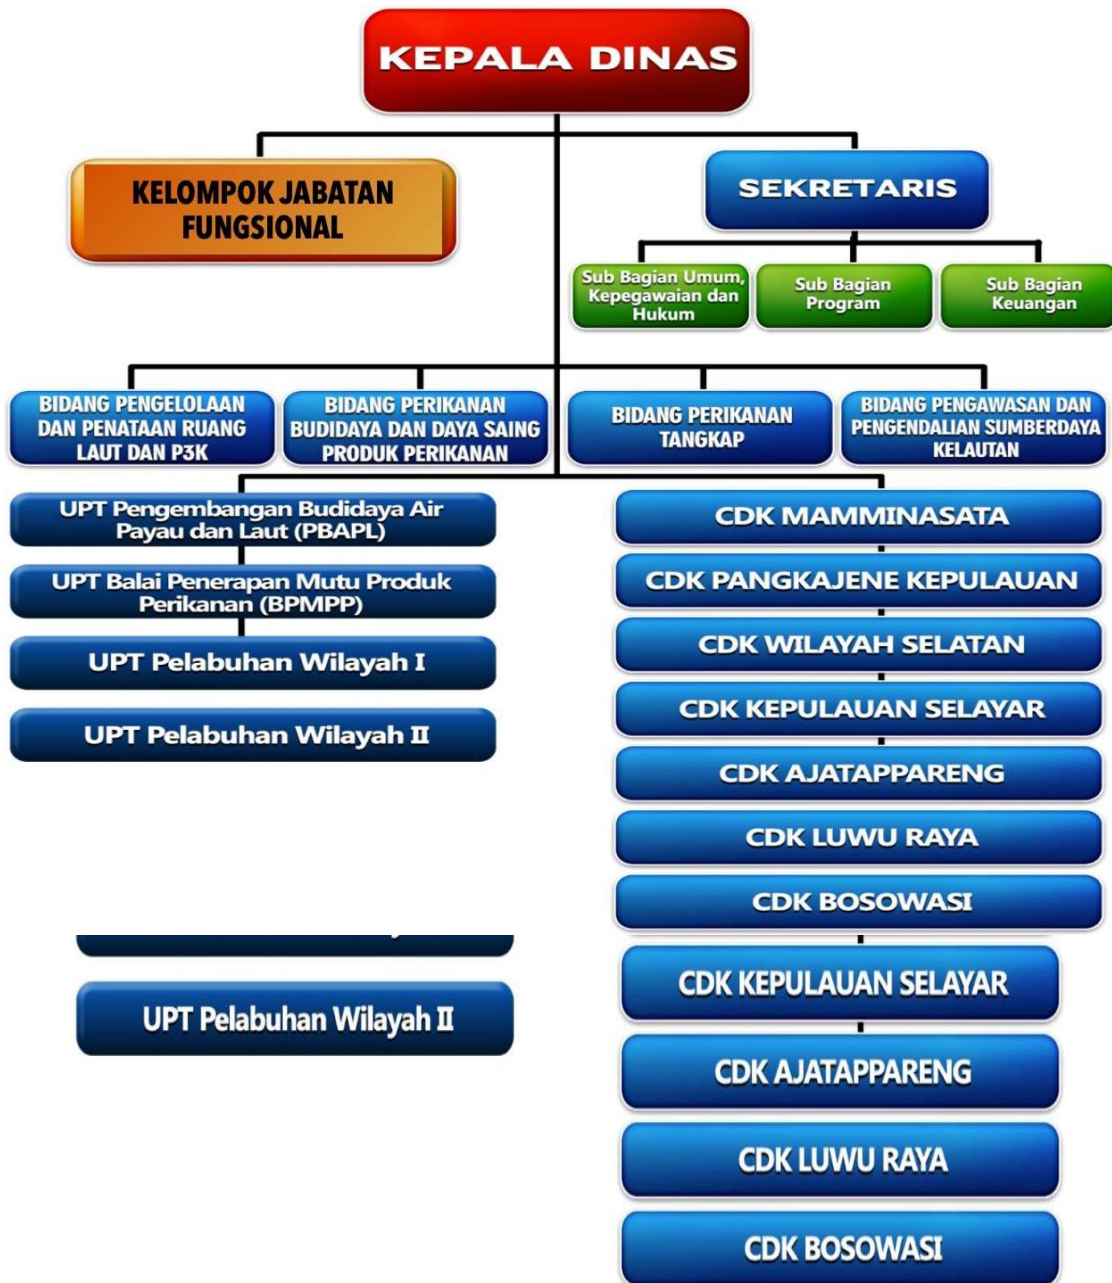 KEPALA DINAS
KELOMPOK JABATAN
FUNGSIONAL
SEKRETARIS
Sub Bagian Umum,
Kepegawaian dan
Hukum
Sub Bagian
Program
Sub Bagian
Keuangan
BIDANG PENGELOLAAN
DAN PENATAAN RUANG
LAUT DAN P3K
BIDANG PERIKANAN
BUDIDAYA DAN DAYA SAING
PRODUK PERIKANAN
BIDANG PERIKANAN
TANGKAP
BIDANG PENGAWASAN DAN
PENGENDALIAN SUMBERDAYA
KELAUTAN
UPT Pengembangan Budidaya Air
Payau dan Laut (PBAPL)
UPT Balai Penerapan Mutu Produk
Perikanan (BPMPP)
UPT Pelabuhan Wilayah I
UPT Pelabuhan Wilayah II
CDK MAMMINASATA
CDK PANGKAJENE KEPULAUAN
CDK WILAYAH SELATAN
CDK KEPULAUAN SELAYAR
CDK AJATAPPARENG
CDK LUWU RAYA
CDK BOSOWASI
UPT Pelabuhan Wilayah II
CDK KEPULAUAN SELAYAR
CDK AJATAPPARENG
CDK LUWU RAYA
CDK BOSOWASI